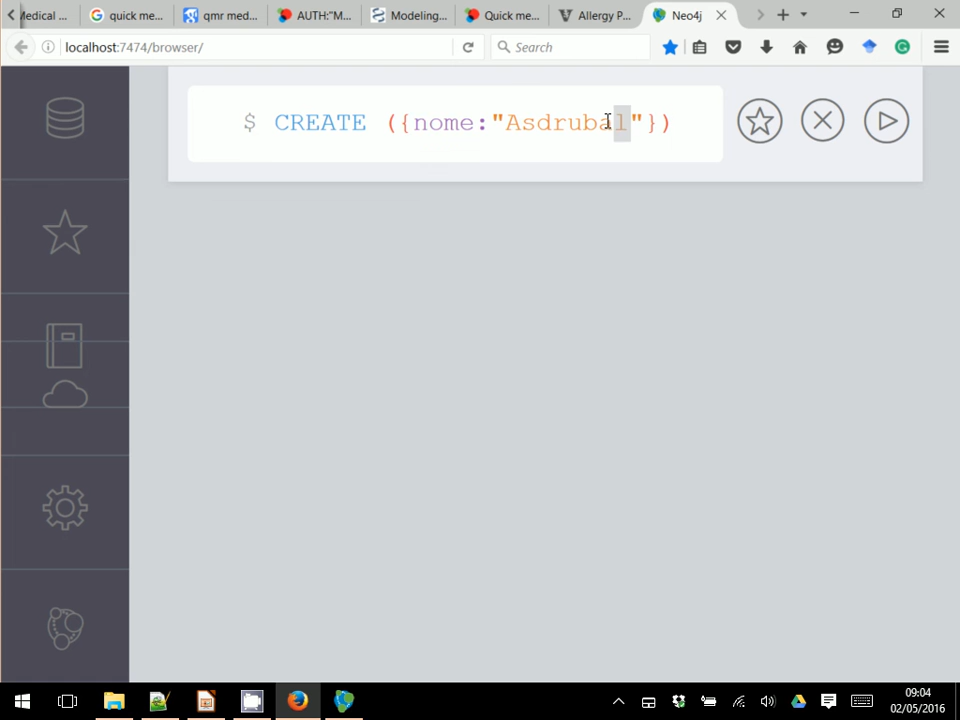 Medical ...
quick me...
qmr med...
AUTH:"M...
Modeling...
Quick me...
Allergy P...
Neo4j
localhost:7474/browser/
Search
$ CREATE ({nome:"Asdrubal"})
09:04
02/05/2016